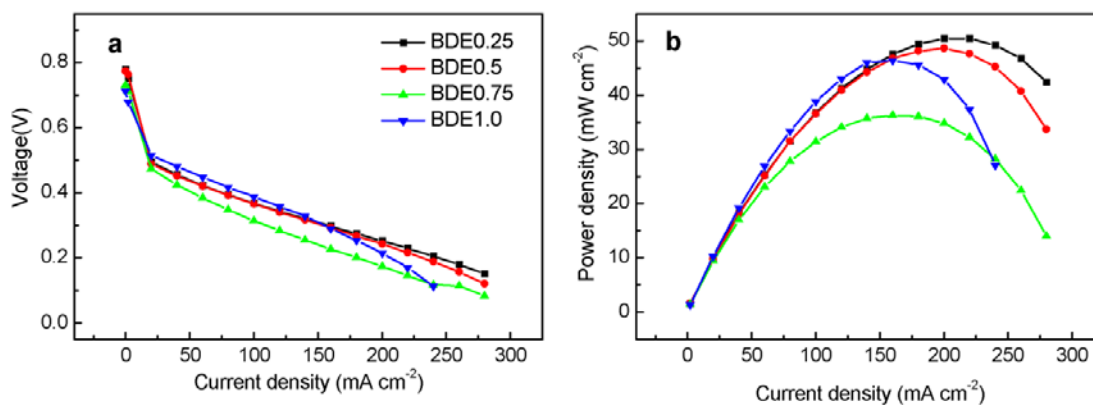 a
BDE0.25
BDE0.5
BDE0.75
BDE1.0
0.8
0.6
0.4
0.2
0.0
Voltage(V)
0 50 100 150 200 250 300
Current density (mA cm⁻²)
b
50
40
30
20
10
0
Power density (mW cm⁻²)
0 50 100 150 200 250 300
Current density (mA cm⁻²)